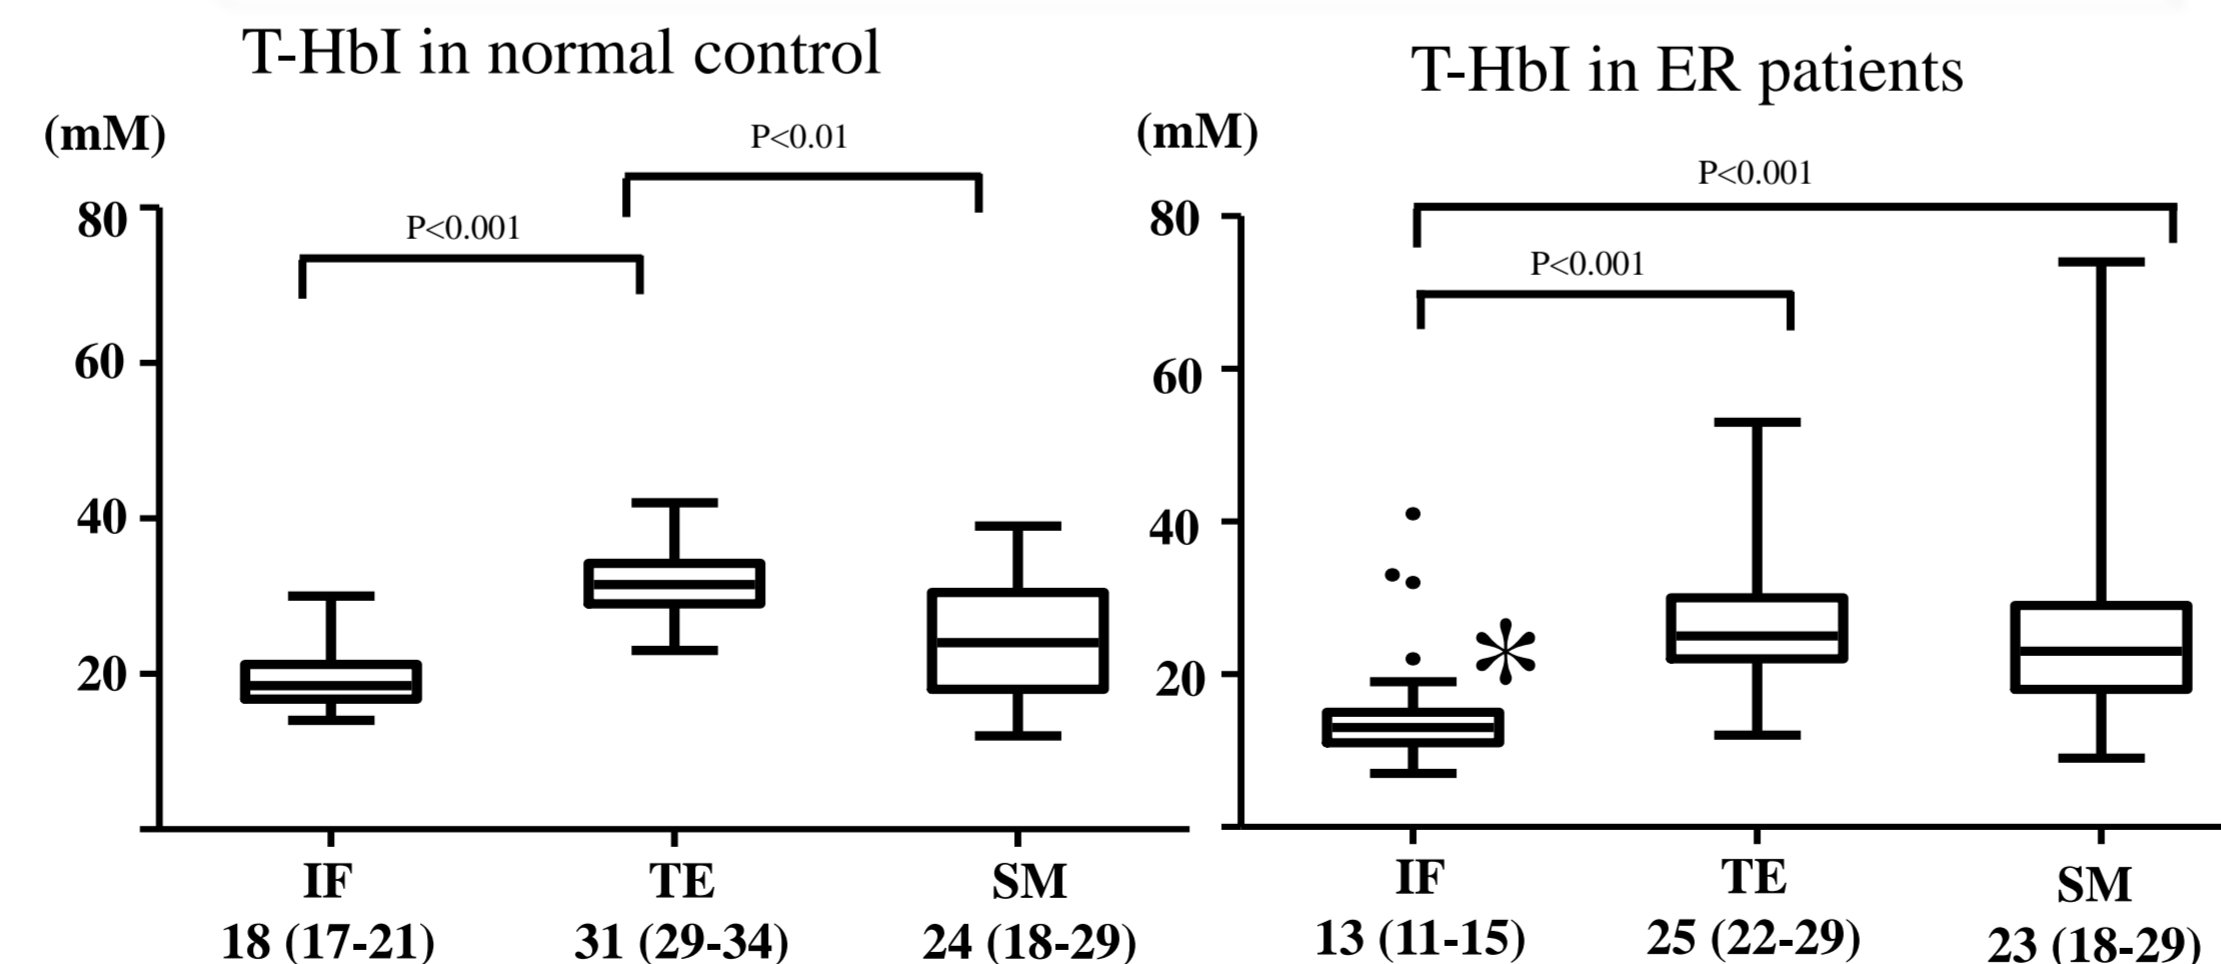 T-HbI in normal control
(mM)
P<0.01
P<0.001
80
60
40
20
IF
TE
SM
18 (17-21)
31 (29-34)
24 (18-29)
T-HbI in ER patients
(mM)
P<0.001
P<0.001
80
60
40
20
*
IF
TE
SM
13 (11-15)
25 (22-29)
23 (18-29)